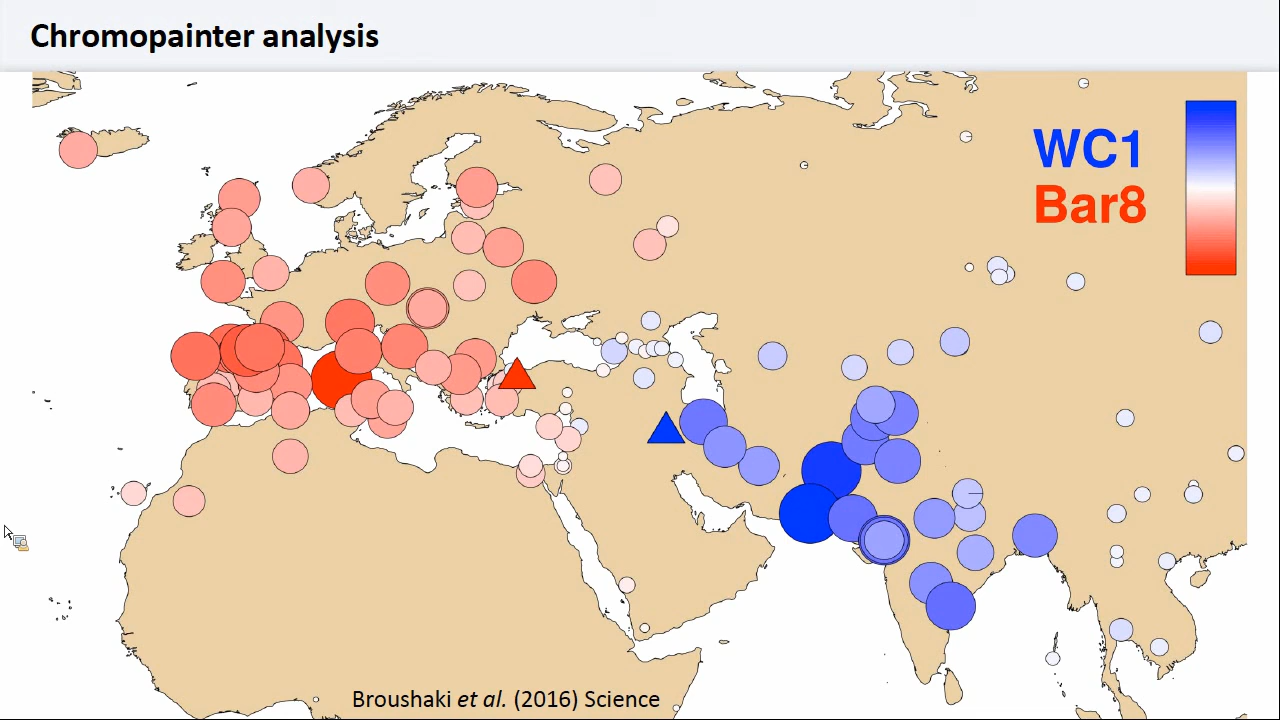 Chromopainter analysis
WC1
Bar8
Broushaki et al. (2016) Science